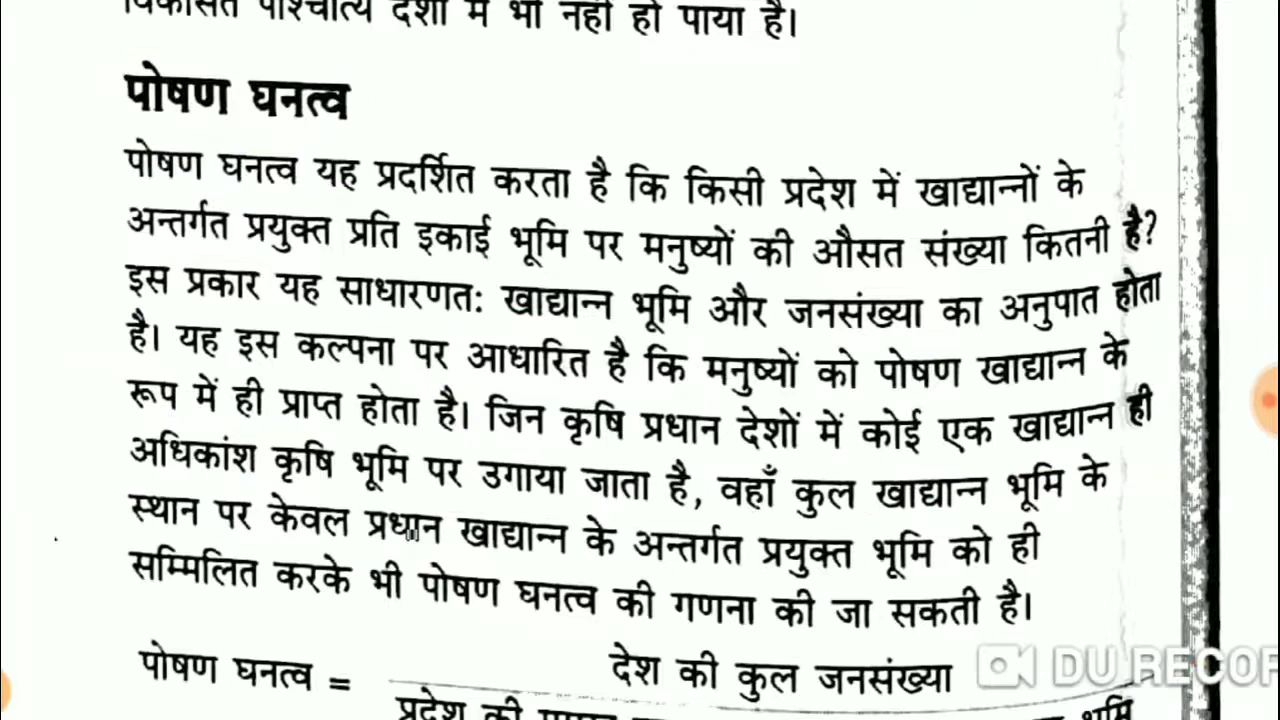 विकसित पाश्चात्य देशों में भी नहीं हो पाया है।
पोषण घनत्व
पोषण घनत्व यह प्रदर्शित करता है कि किसी प्रदेश में खाद्यान्नों के
अन्तर्गत प्रयुक्त प्रति इकाई भूमि पर मनुष्यों की औसत संख्या कितनी है?
इस प्रकार यह साधारणत: खाद्यान्न भूमि और जनसंख्या का अनुपात होता
है। यह इस कल्पना पर आधारित है कि मनुष्यों को पोषण खाद्यान्न के
रूप में ही प्राप्त होता है। जिन कृषि प्रधान देशों में कोई एक खाद्यान्न ही
अधिकांश कृषि भूमि पर उगाया जाता है, वहाँ कुल खाद्यान्न भूमि के
स्थान पर केवल प्रधान खाद्यान्न के अन्तर्गत प्रयुक्त भूमि को ही
सम्मिलित करके भी पोषण घनत्व की गणना की जा सकती है।
पोषण घनत्व = देश की कुल जनसंख्या
DU RECOR
प्रदेश की भूमि